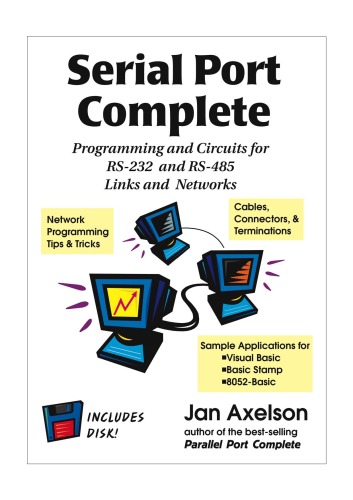 Serial Port
Complete
Programming and Circuits for
RS-232 and RS-485
Links and Networks
Network
Programming
Tips & Tricks
Cables,
Connectors, &
Terminations
Sample Applications for
■Visual Basic
■Basic Stamp
■8052-Basic
INCLUDES
DISK!
Jan Axelson
author of the best-selling
Parallel Port Complete